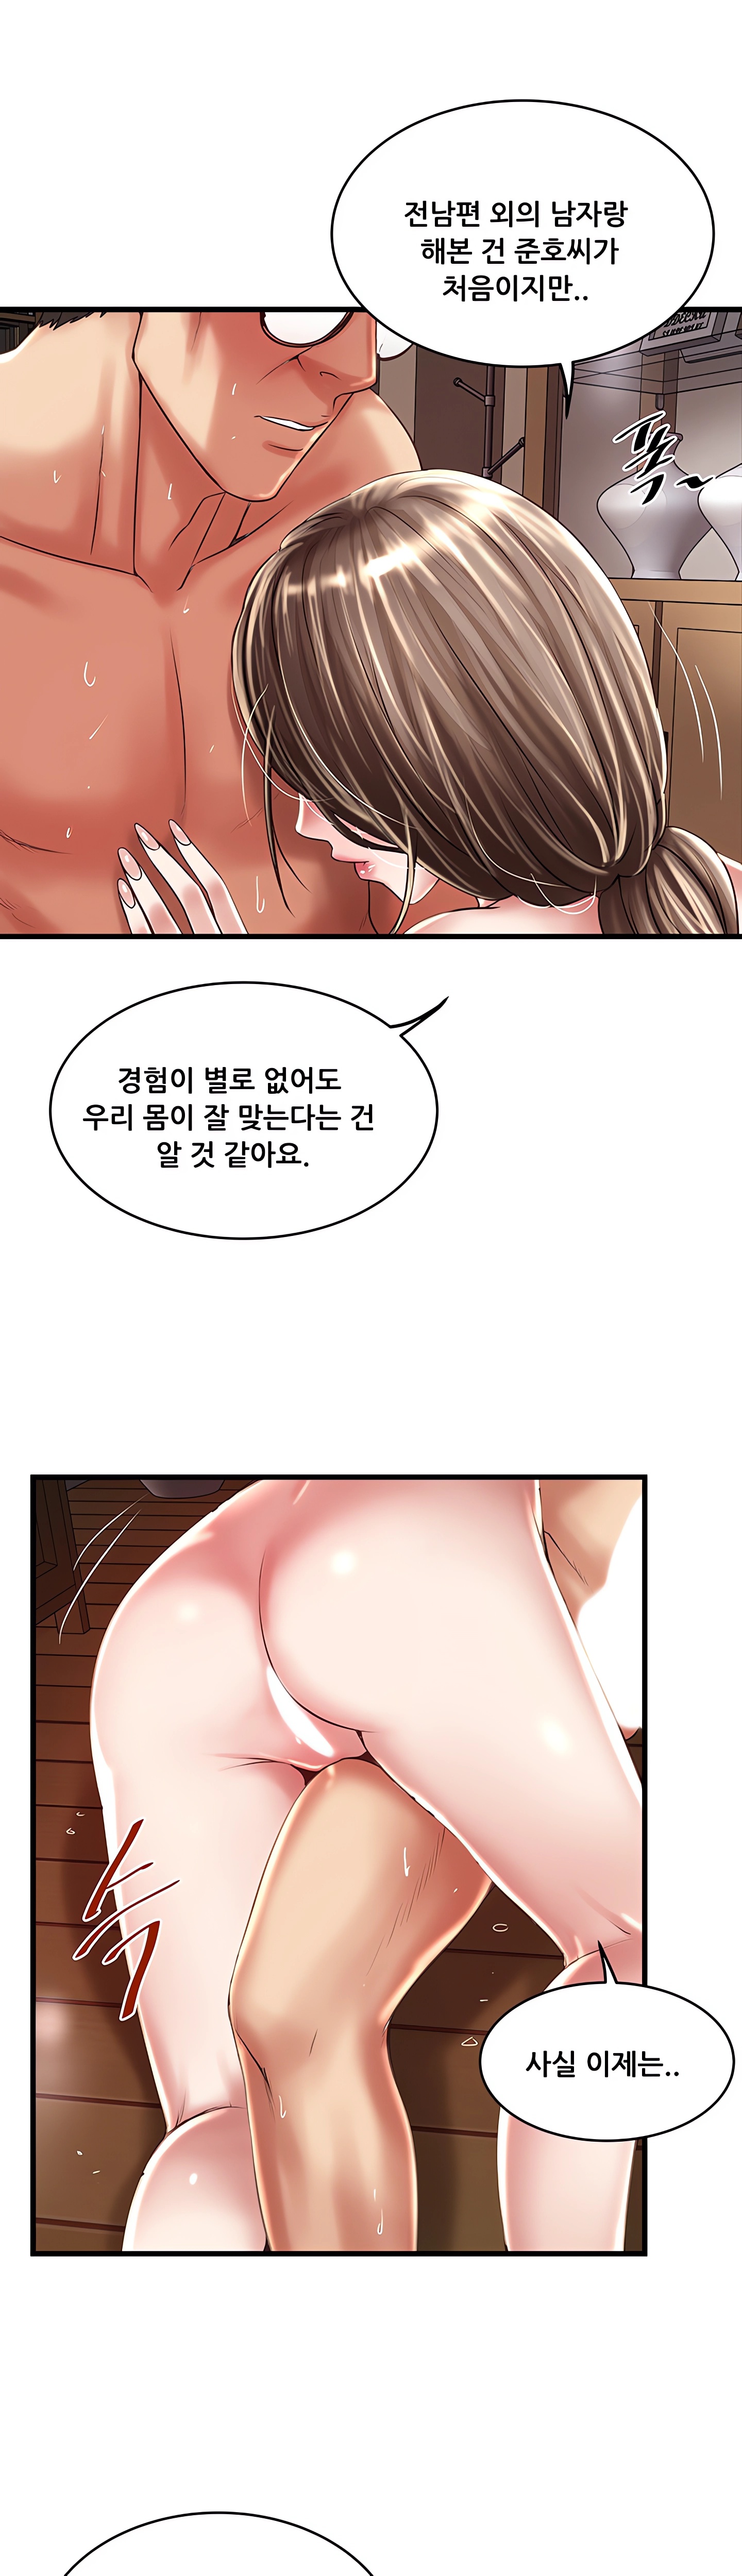 전남편 외의 남자랑
해본 건 준호씨가
처음이지만..
폭~
경험이 별로 없어도
우리 몸이 잘 맞는다는 건
알 것 같아요.
사실 이제는..